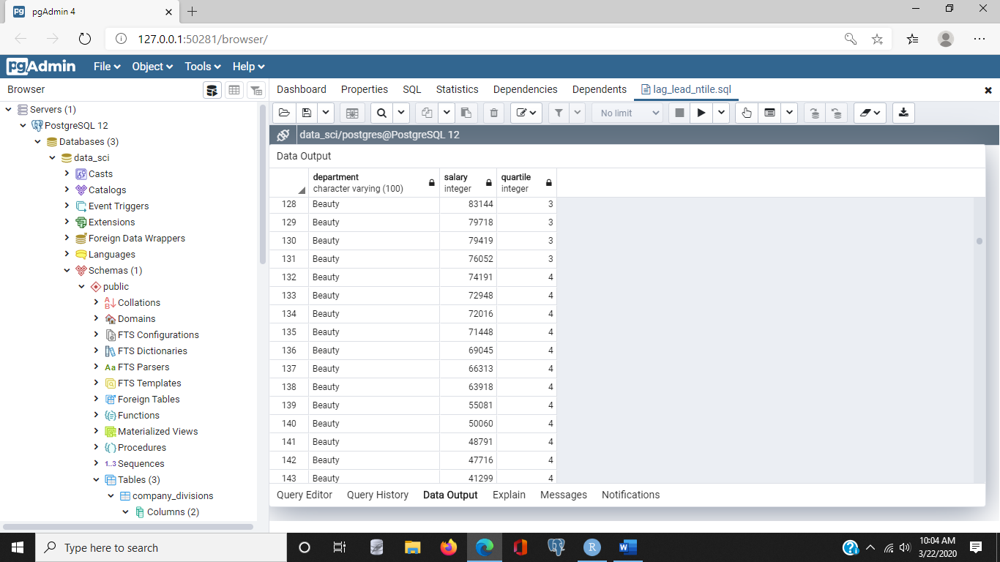 pgAdmin 4
127.0.0.1:50281/browser/
pgAdmin File Object Tools Help
Browser
Dashboard Properties SQL Statistics Dependencies Dependents lag_lead_ntile.sql
No limit
data_sci/postgres@PostgreSQL 12
Servers (1)
PostgreSQL 12
Databases (3)
data_sci
Casts
Catalogs
Event Triggers
Extensions
Foreign Data Wrappers
Languages
Schemas (1)
public
Collations
Domains
FTS Configurations
FTS Dictionaries
Aa FTS Parsers
FTS Templates
Foreign Tables
Functions
Materialized Views
Procedures
1..3 Sequences
Tables (3)
company_divisions
Columns (2)
Data Output
department salary quartile
character varying (100) integer integer
128 Beauty 83144 3
129 Beauty 79718 3
130 Beauty 79419 3
131 Beauty 76052 3
132 Beauty 74191 4
133 Beauty 72948 4
134 Beauty 72016 4
135 Beauty 71448 4
136 Beauty 69045 4
137 Beauty 66313 4
138 Beauty 63918 4
139 Beauty 55081 4
140 Beauty 50060 4
141 Beauty 48791 4
142 Beauty 47716 4
143 Beauty 41299 4
Query Editor Query History Data Output Explain Messages Notifications
Type here to search
10:04 AM
3/22/2020